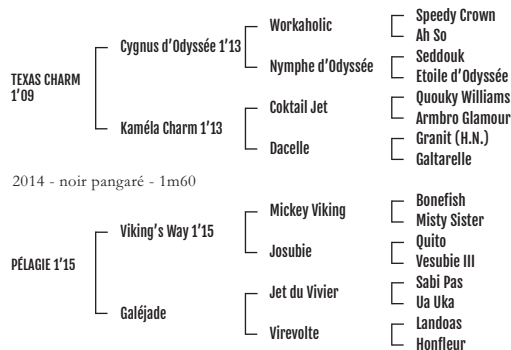 Speedy Crown
Workaholic
Ah So
Cygnus d’Odyssée 1’13
Seddouk
Nymphe d’Odyssée
Etoile d’Odyssée
TEXAS CHARM
1’09
Quouky Williams
Coktail Jet
Armbro Glamour
Kaméla Charm 1’13
Granit (H.N.)
Dacelle
Galtarelle
2014 - noir pangaré - 1m60
Bonefish
Mickey Viking
Misty Sister
Viking’s Way 1’15
Quito
Josubie
Vesubie III
PÉLAGIE 1’15
Sabi Pas
Jet du Vivier
Ua Uka
Galéjade
Landoas
Virevolte
Honfleur